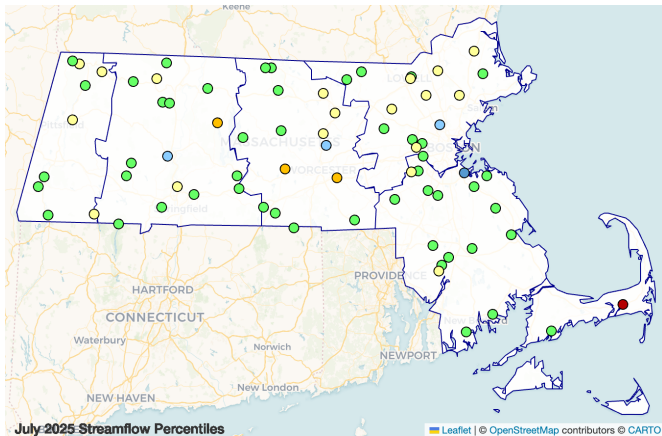 Keene
LOWELL
Salem
MASSACHUSETTS
BOSTON
WORCESTER
Springfield
PROVIDENCE
HARTFORD
CONNECTICUT
Waterbury
Norwich
NEWPORT
New London
NEW HAVEN
July 2025 Streamflow Percentiles
Leaflet | © OpenStreetMap contributors © CARTO